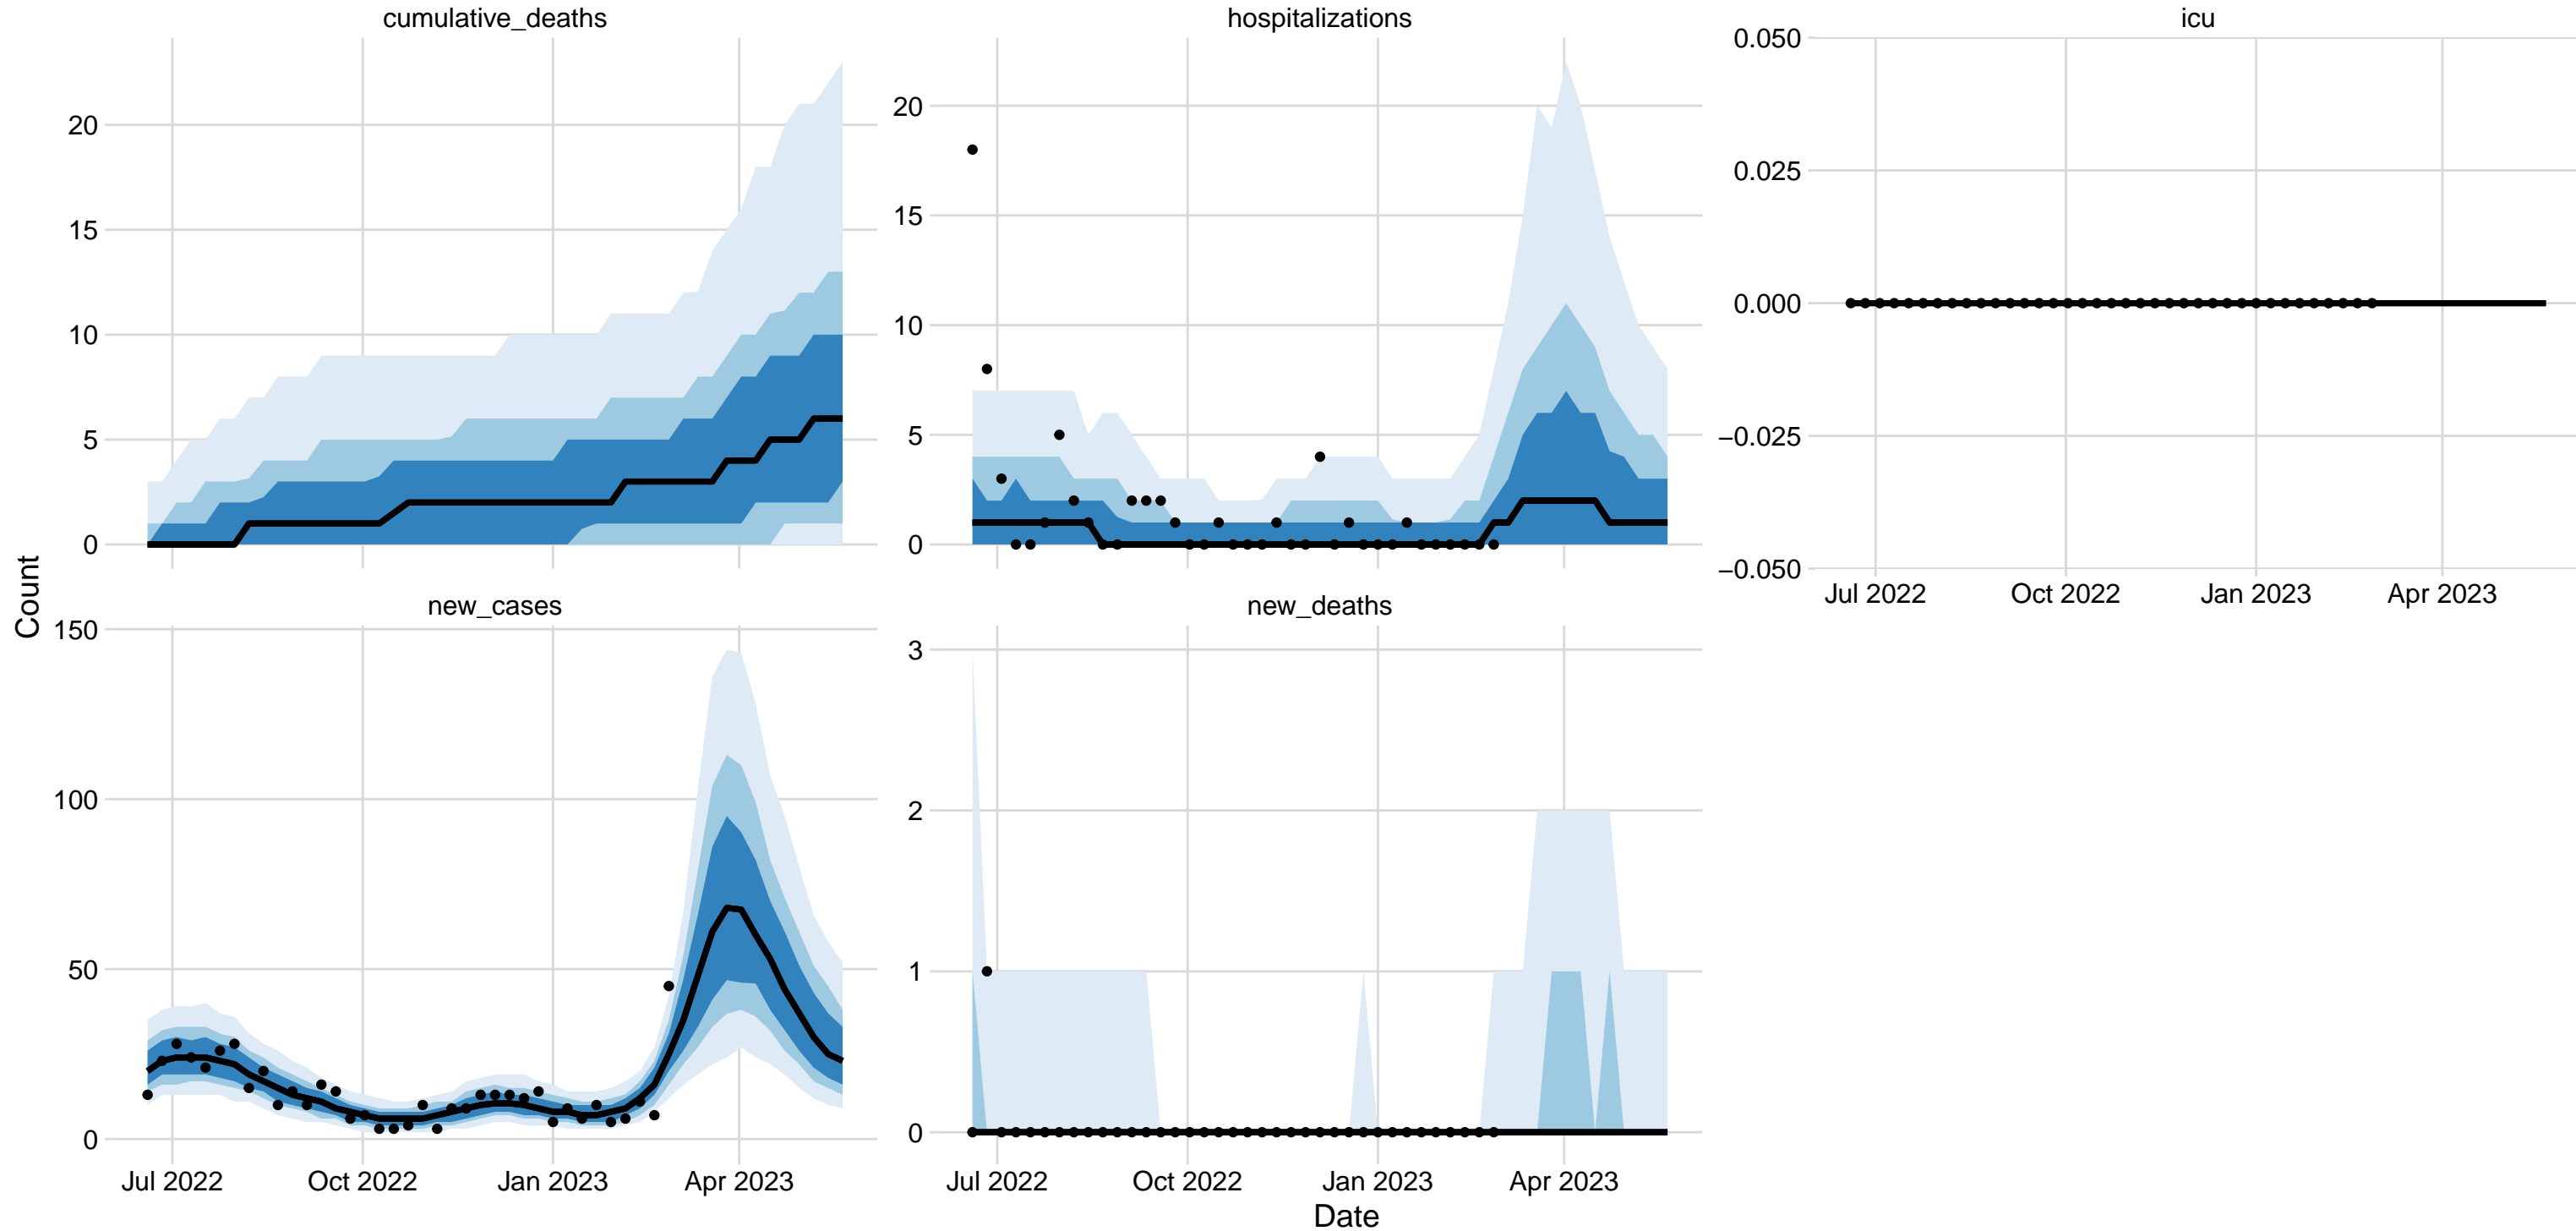 cumulative_deaths
20
15
10
5
0
hospitalizations
20
15
10
5
0
icu
0.050
0.025
0.000
−0.025
−0.050
Jul 2022 Oct 2022 Jan 2023 Apr 2023
Count
new_cases
150
100
50
0
Jul 2022 Oct 2022 Jan 2023 Apr 2023
new_deaths
3
2
1
0
Jul 2022 Oct 2022 Jan 2023 Apr 2023
Date